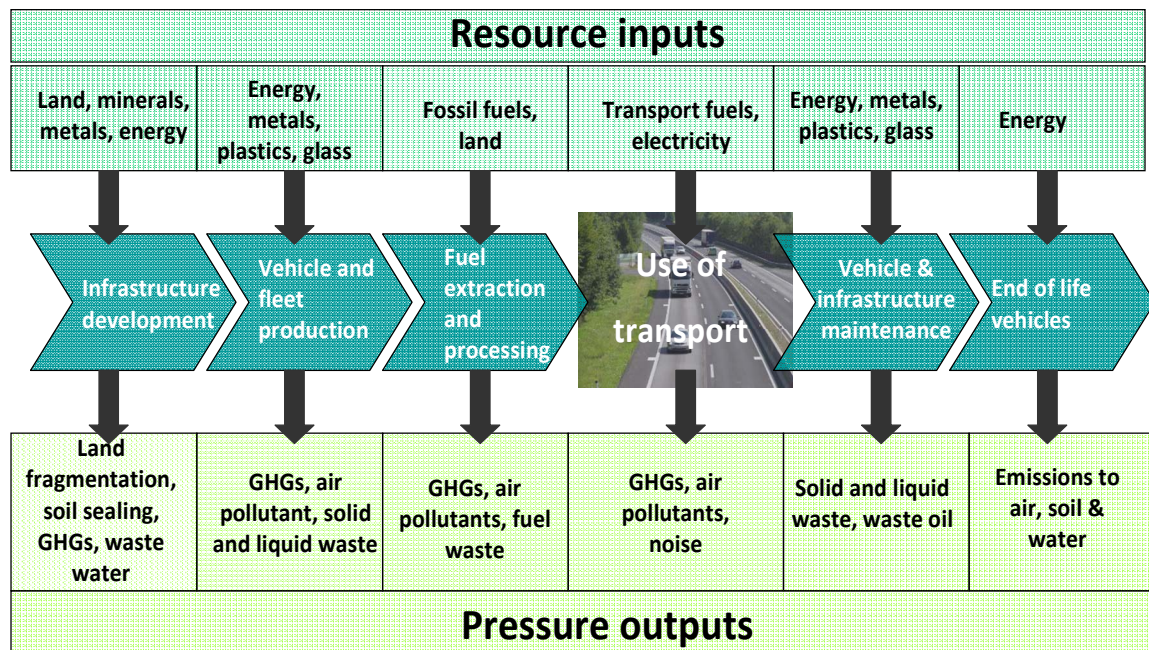 Resource inputs
Land, minerals,
metals, energy
Energy,
metals,
plastics, glass
Fossil fuels,
land
Transport fuels,
electricity
Energy, metals,
plastics, glass
Energy
Infrastructure
development
Vehicle and
fleet
production
Fuel
extraction
and
processing
Use of
transport
Vehicle &
infrastructure
maintenance
End of life
vehicles
Land
fragmentation,
soil sealing,
GHGs, waste
water
GHGs, air
pollutant, solid
and liquid waste
GHGs, air
pollutants, fuel
waste
GHGs, air
pollutants,
noise
Solid and liquid
waste, waste oil
Emissions to
air, soil &
water
Pressure outputs